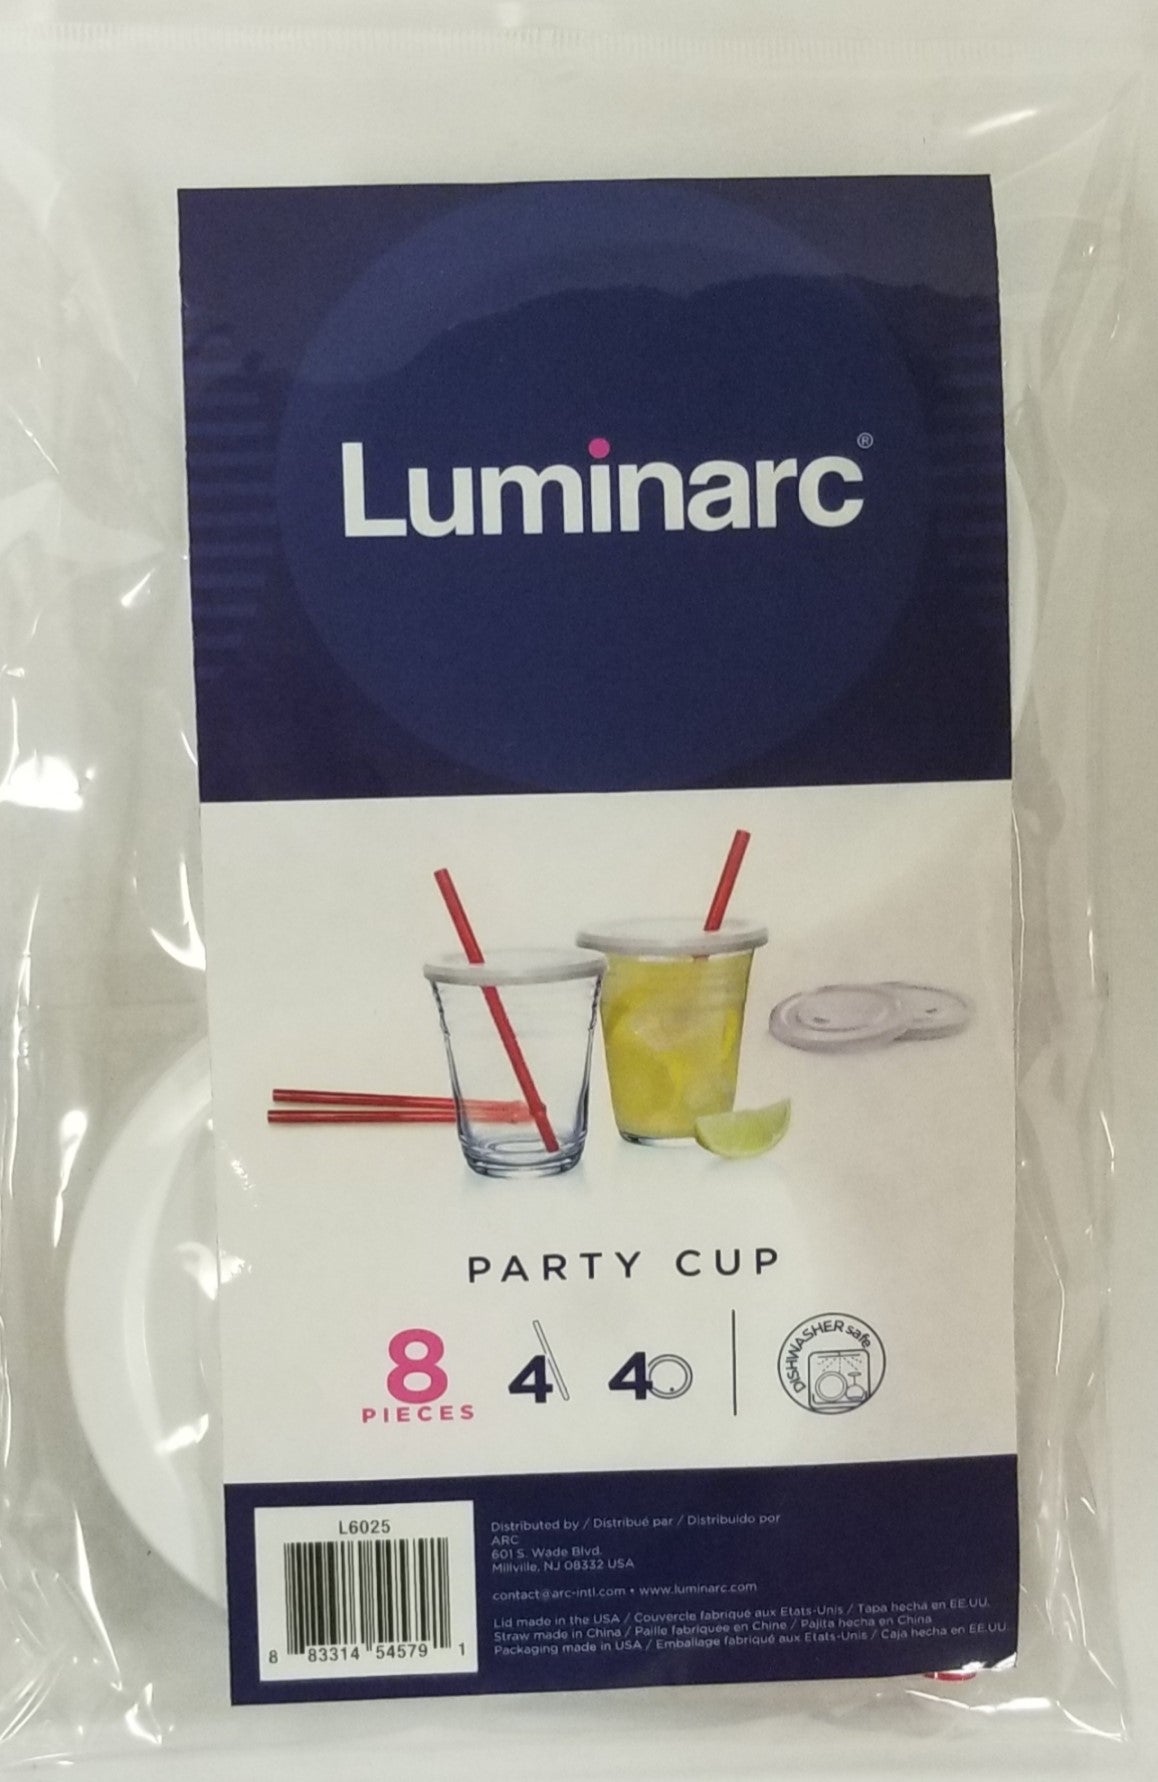 Luminarc®
PARTY CUP
8 4 4
PIECES
DISHWASHER safe
L6025
8 83314 54579 1
Distributed by / Distribué par / Distribuido por
ARC
601 S. Wade Blvd.
Millville, NJ 08332 USA
contact@arc-intl.com • www.luminarc.com
Lid made in the USA / Couvercle fabriqué aux Etats-Unis / Tapa hecha en EE.UU.
Straw made in China / Paille fabriquée en Chine / Pajita hecha en China
Packaging made in USA / Emballage fabriqué aux Etats-Unis / Caja hecha en EE.UU.